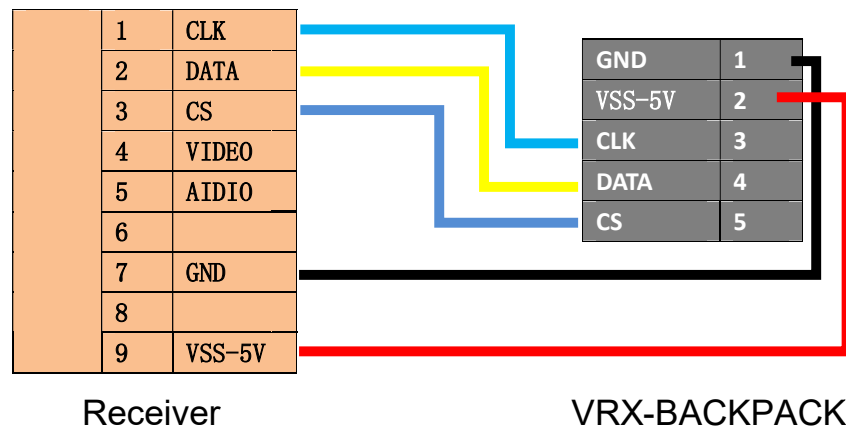 1 CLK
2 DATA
3 CS
4 VIDEO
5 AIDIO
6
7 GND
8
9 VSS-5V
Receiver
GND 1
VSS-5V 2
CLK 3
DATA 4
CS 5
VRX-BACKPACK